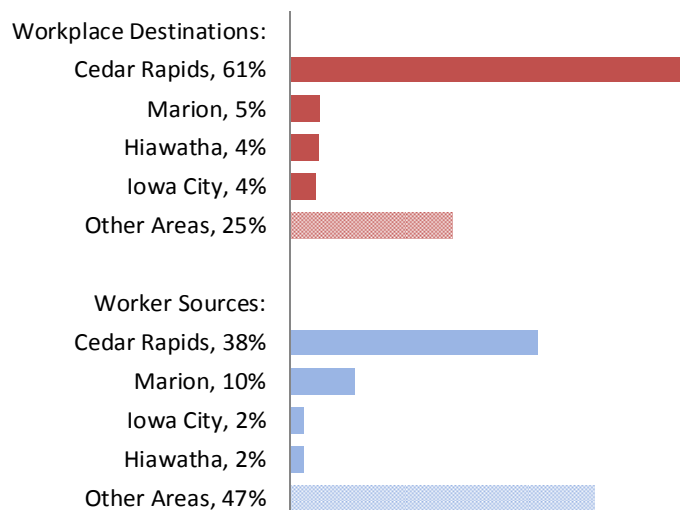 Workplace Destinations:
Cedar Rapids, 61%
Marion, 5%
Hiawatha, 4%
Iowa City, 4%
Other Areas, 25%
Worker Sources:
Cedar Rapids, 38%
Marion, 10%
Iowa City, 2%
Hiawatha, 2%
Other Areas, 47%